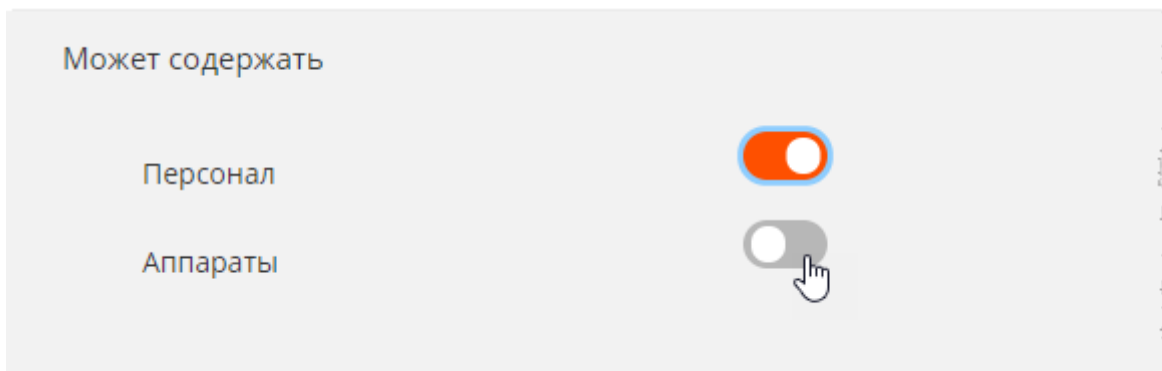 Может содержать
Персонал
Аппараты